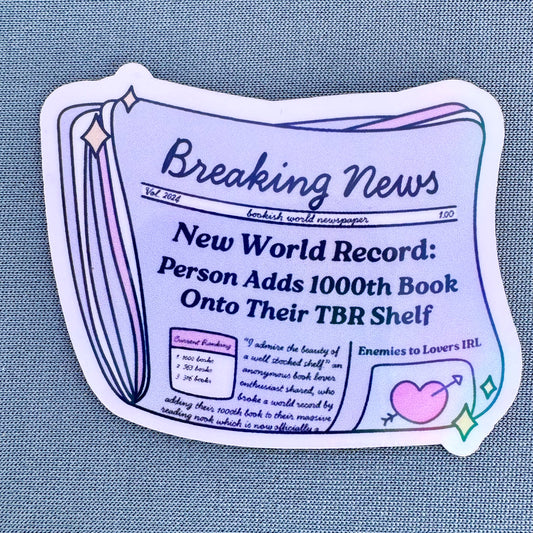 Breaking News
Vol. 2024
bookish world newspaper
1.00
New World Record:
Person Adds 1000th Book
Onto Their TBR Shelf
Current Ranking
1. 1000 books
2. 563 books
3. 316 books
"I admire the beauty of
a well stocked shelf" an
anonymous book lover
enthusiast shared, who
broke a world record by
adding their 1000th book to their massive
reading nook which is now officially a
Enemies to Lovers IRL